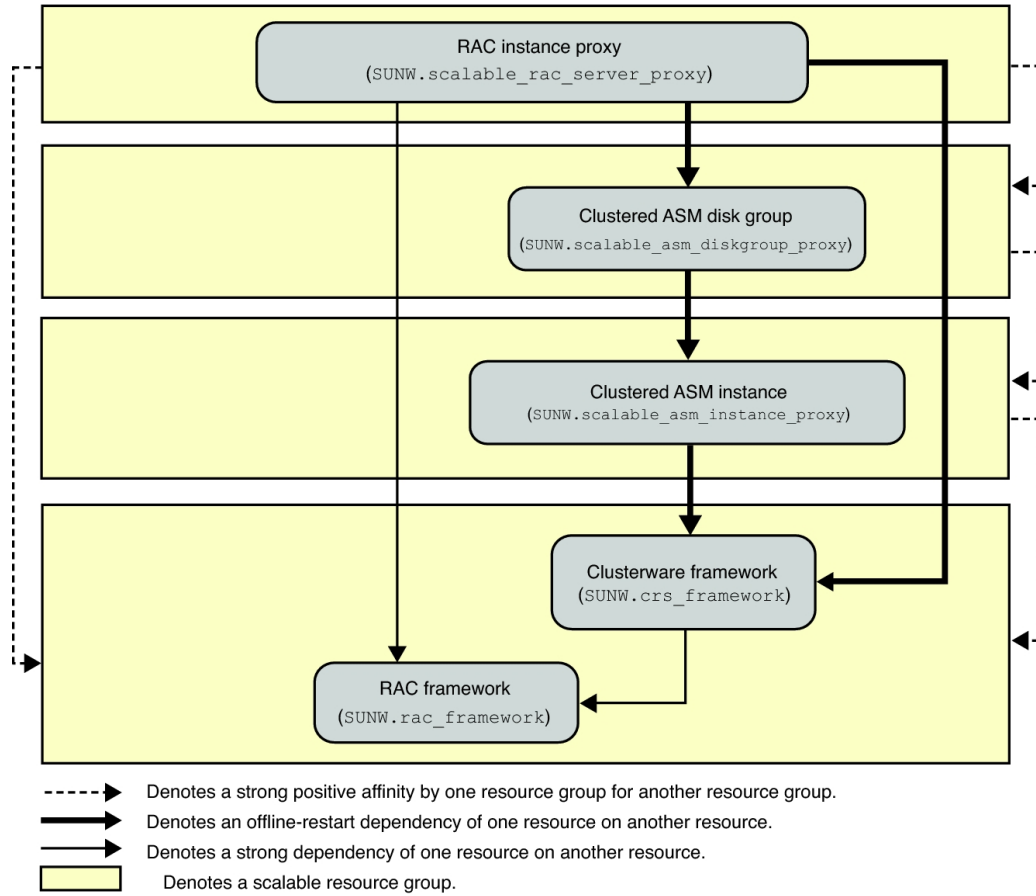 RAC instance proxy
(SUNW.scalable_rac_server_proxy)
Clustered ASM disk group
(SUNW.scalable_asm_diskgroup_proxy)
Clustered ASM instance
(SUNW.scalable_asm_instance_proxy)
Clusterware framework
(SUNW.crs_framework)
RAC framework
(SUNW.rac_framework)
Denotes a strong positive affinity by one resource group for another resource group.
Denotes an offline-restart dependency of one resource on another resource.
Denotes a strong dependency of one resource on another resource.
Denotes a scalable resource group.